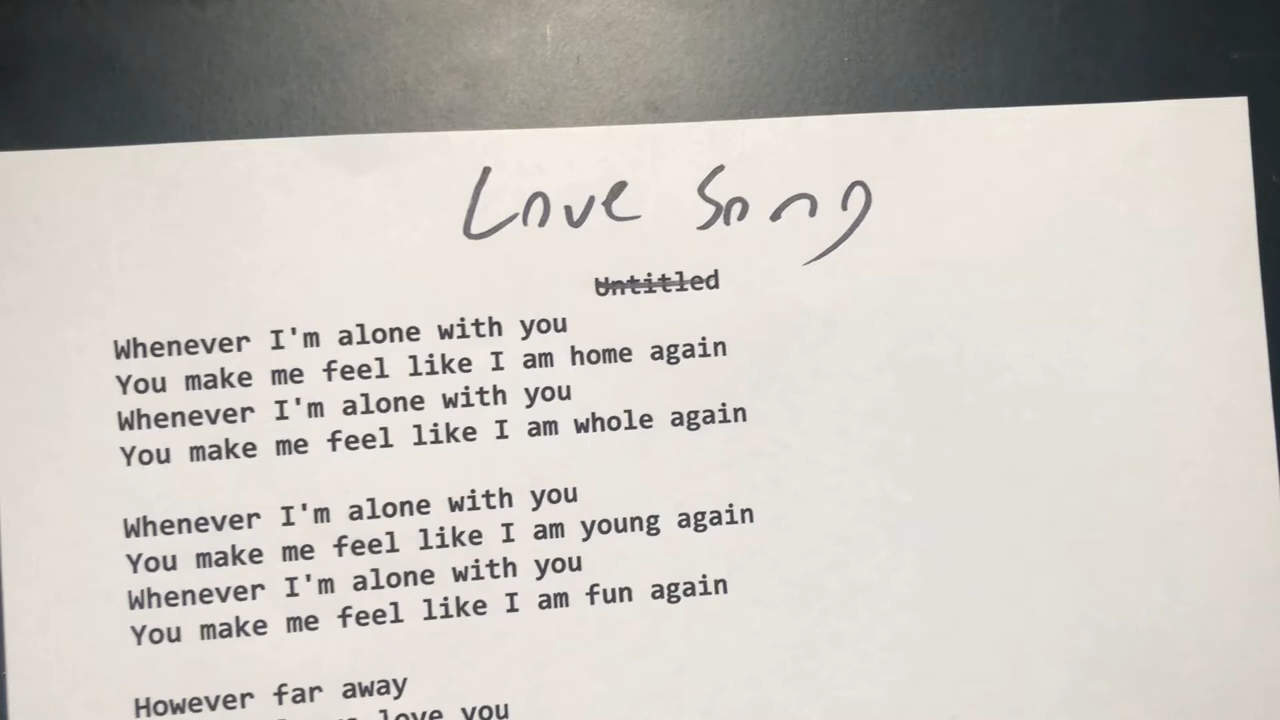 Love Song
Untitled
Whenever I'm alone with you
You make me feel like I am home again
Whenever I'm alone with you
You make me feel like I am whole again
Whenever I'm alone with you
You make me feel like I am young again
Whenever I'm alone with you
You make me feel like I am fun again
However far away
love you